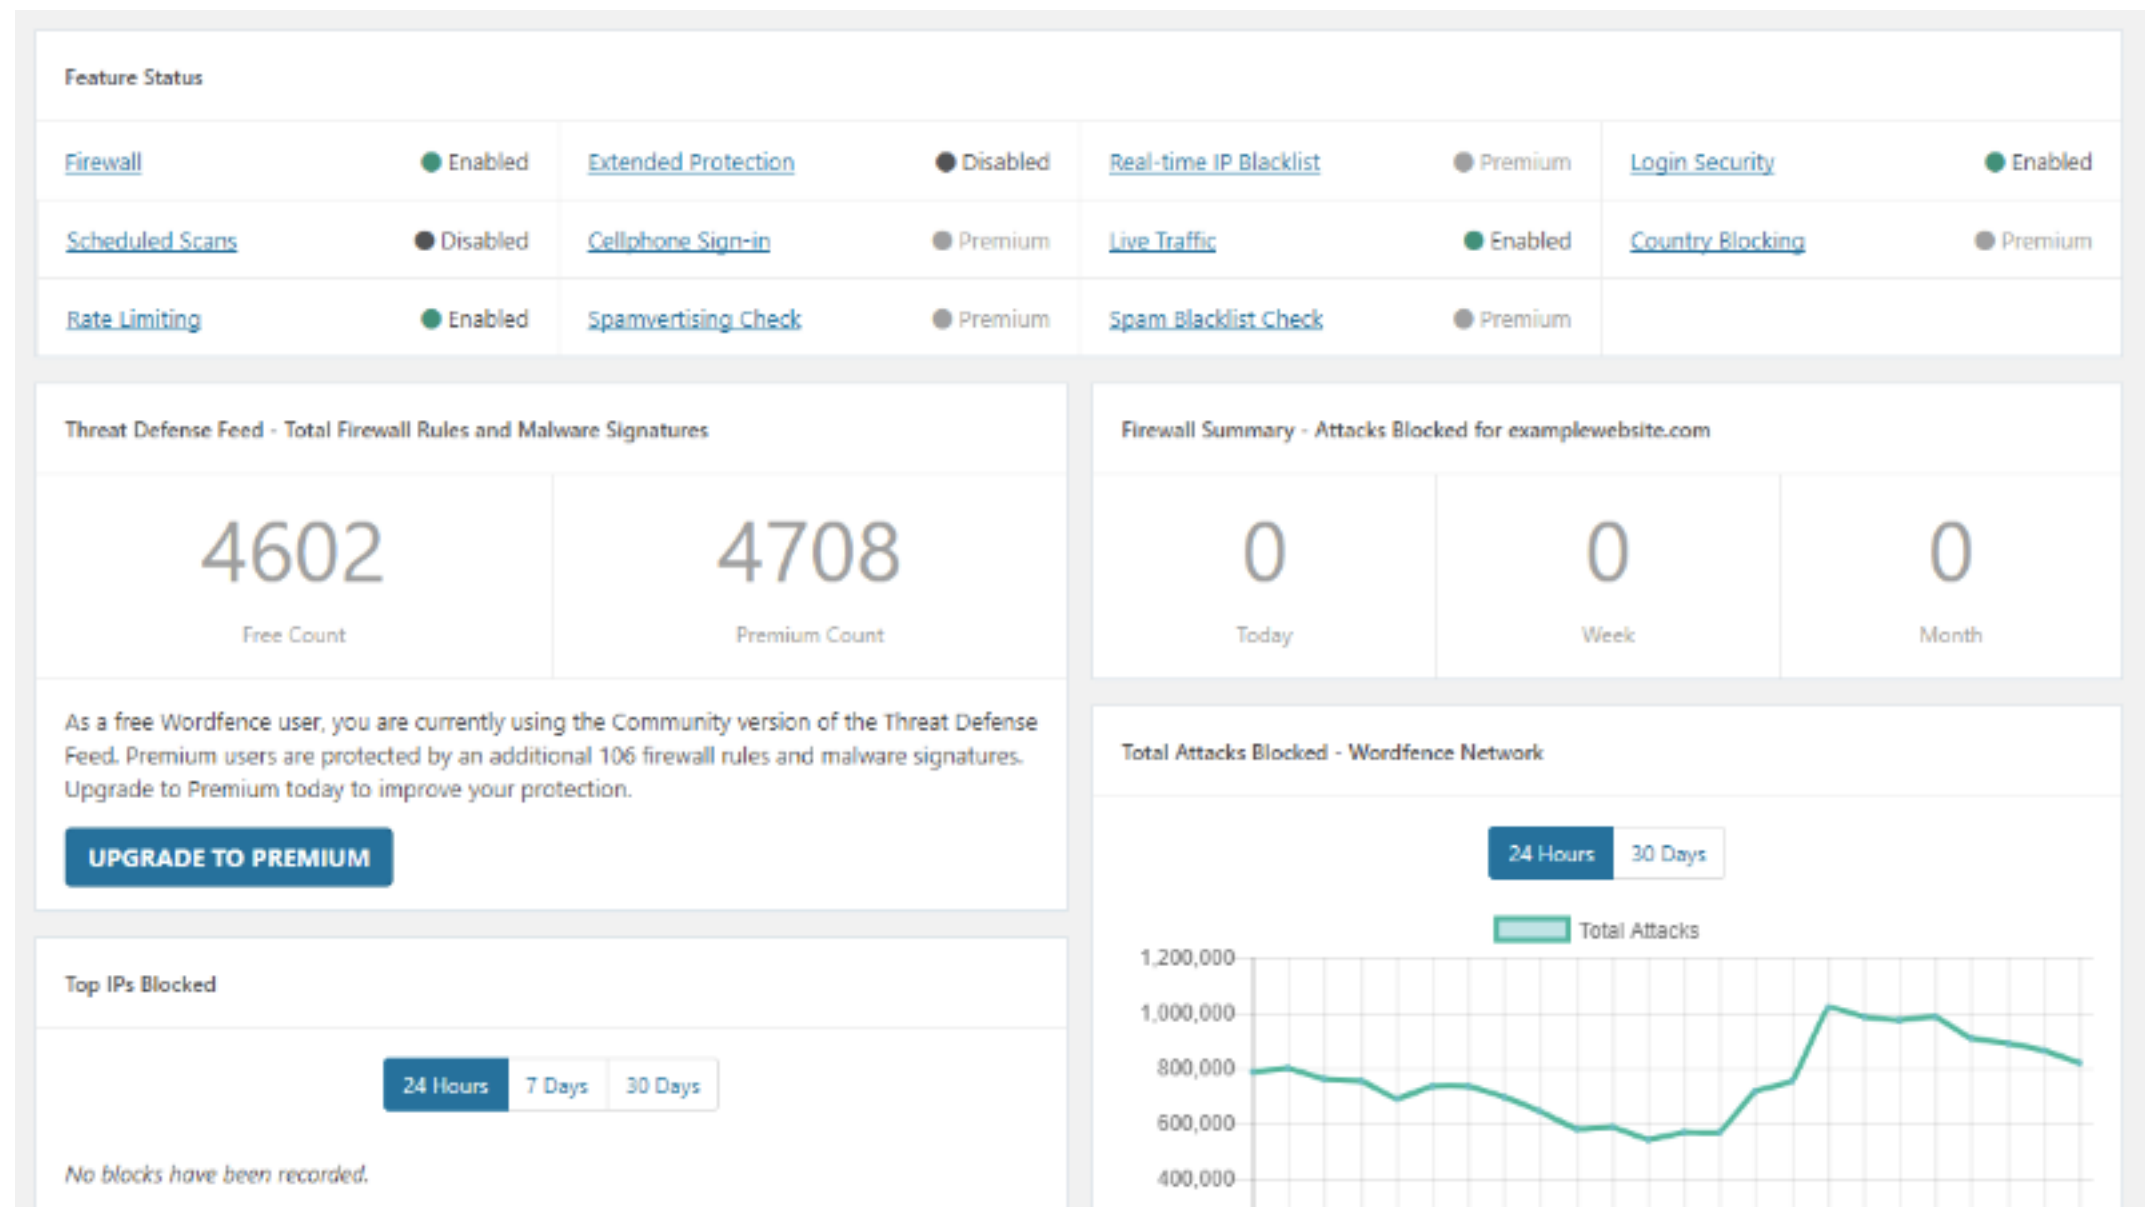 Feature Status
Firewall Enabled Extended Protection Disabled Real-time IP Blacklist Premium Login Security Enabled
Scheduled Scans Disabled Cellphone Sign-in Premium Live Traffic Enabled Country Blocking Premium
Rate Limiting Enabled Spamvertising Check Premium Spam Blacklist Check Premium
Threat Defense Feed - Total Firewall Rules and Malware Signatures
4602 4708
Free Count Premium Count
As a free Wordfence user, you are currently using the Community version of the Threat Defense
Feed. Premium users are protected by an additional 106 firewall rules and malware signatures.
Upgrade to Premium today to improve your protection.
UPGRADE TO PREMIUM
Top IPs Blocked
24 Hours 7 Days 30 Days
No blocks have been recorded.
Firewall Summary - Attacks Blocked for examplewebsite.com
0 0 0
Today Week Month
Total Attacks Blocked - Wordfence Network
24 Hours 30 Days
Total Attacks
1,200,000
1,000,000
800,000
600,000
400,000